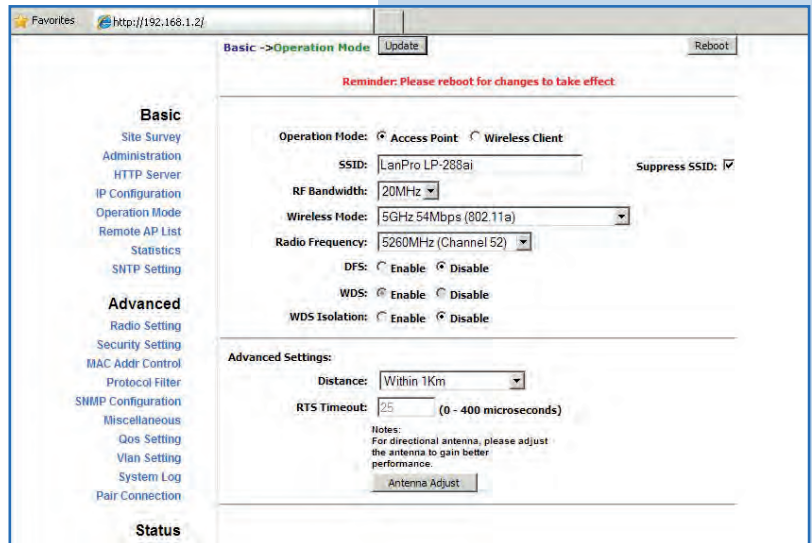 Favorites http://192.168.1.2/
Basic ->Operation Mode Update Reboot
Reminder: Please reboot for changes to take effect
Basic
Site Survey
Administration
HTTP Server
IP Configuration
Operation Mode
Remote AP List
Statistics
SNTP Setting
Advanced
Radio Setting
Security Setting
MAC Addr Control
Protocol Filter
SNMP Configuration
Miscellaneous
Qos Setting
Vlan Setting
System Log
Pair Connection
Status
Operation Mode: Access Point Wireless Client
SSID: LanPro LP-288ai Suppress SSID:
RF Bandwidth: 20MHz
Wireless Mode: 5GHz 54Mbps (802.11a)
Radio Frequency: 5260MHz (Channel 52)
DFS: Enable Disable
WDS: Enable Disable
WDS Isolation: Enable Disable
Advanced Settings:
Distance: Within 1Km
RTS Timeout: 25 (0 - 400 microseconds)
Notes:
For directional antenna, please adjust
the antenna to gain better
performance.
Antenna Adjust